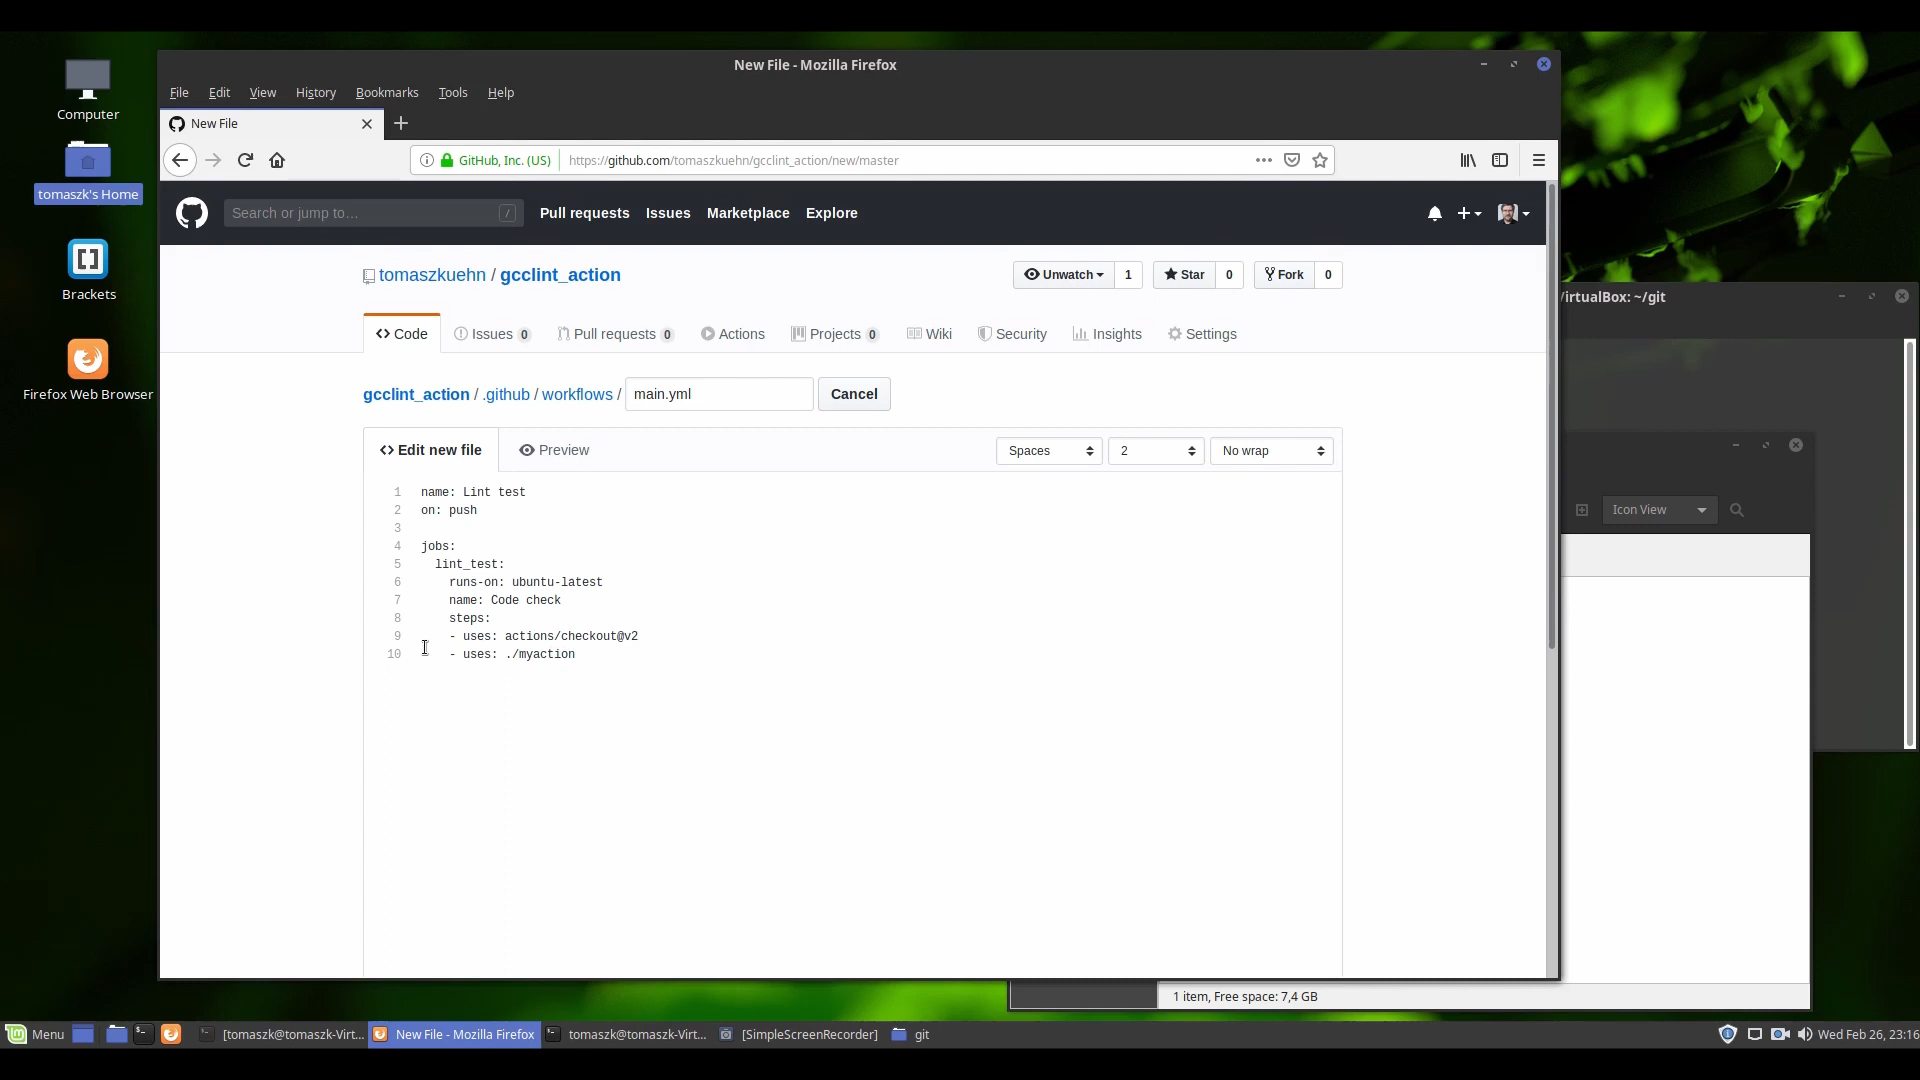 New File - Mozilla Firefox
Computer
tomaszk's Home
Brackets
Firefox Web Browser
File Edit View History Bookmarks Tools Help
New File
GitHub, Inc. (US) https://github.com/tomaszkuehn/gcclint_action/new/master
Search or jump to… /
Pull requests Issues Marketplace Explore
tomaszkuehn / gcclint_action
Unwatch 1 Star 0 Fork 0
Code Issues 0 Pull requests 0 Actions Projects 0 Wiki Security Insights Settings
gcclint_action / .github / workflows / main.yml Cancel
Edit new file Preview Spaces 2 No wrap
1 name: Lint test
2 on: push
3
4 jobs:
5 lint_test:
6 runs-on: ubuntu-latest
7 name: Code check
8 steps:
9 - uses: actions/checkout@v2
10 - uses: ./myaction
/irtualBox: ~/git
Icon View
1 item, Free space: 7,4 GB
Menu [tomaszk@tomaszk-Virt... New File - Mozilla Firefox tomaszk@tomaszk-Virt... [SimpleScreenRecorder] git Wed Feb 26, 23:16